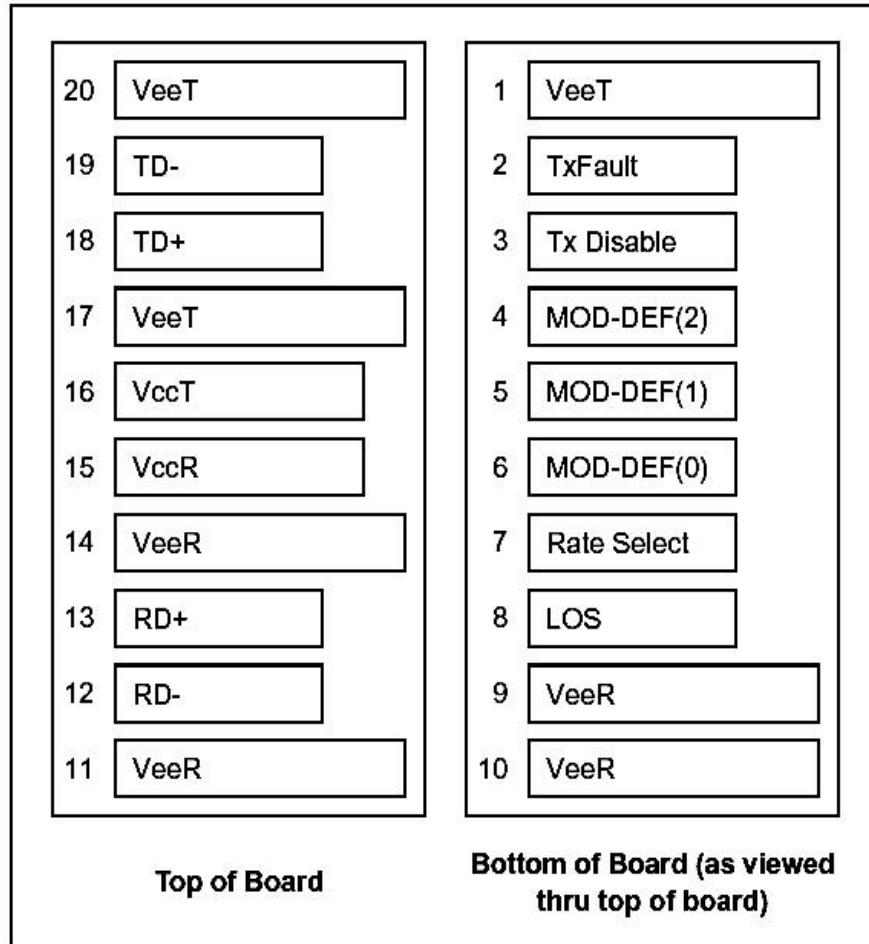 20 VeeT
19 TD-
18 TD+
17 VeeT
16 VccT
15 VccR
14 VeeR
13 RD+
12 RD-
11 VeeR
Top of Board
1 VeeT
2 TxFault
3 Tx Disable
4 MOD-DEF(2)
5 MOD-DEF(1)
6 MOD-DEF(0)
7 Rate Select
8 LOS
9 VeeR
10 VeeR
Bottom of Board (as viewed
thru top of board)